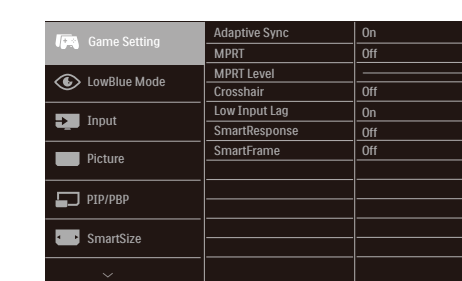 Game Setting
LowBlue Mode
Input
Picture
PIP/PBP
SmartSize
Adaptive Sync On
MPRT Off
MPRT Level
Crosshair Off
Low Input Lag On
SmartResponse Off
SmartFrame Off